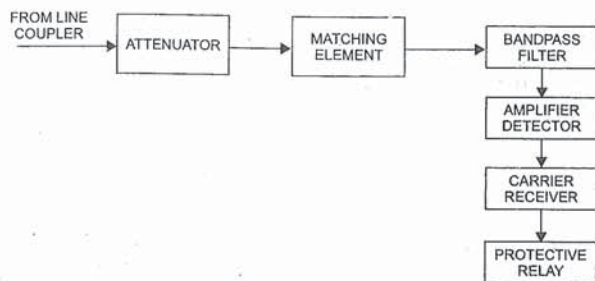 FROM LINE
COUPLER
ATTENUATOR
MATCHING
ELEMENT
BANDPASS
FILTER
AMPLIFIER
DETECTOR
CARRIER
RECEIVER
PROTECTIVE
RELAY